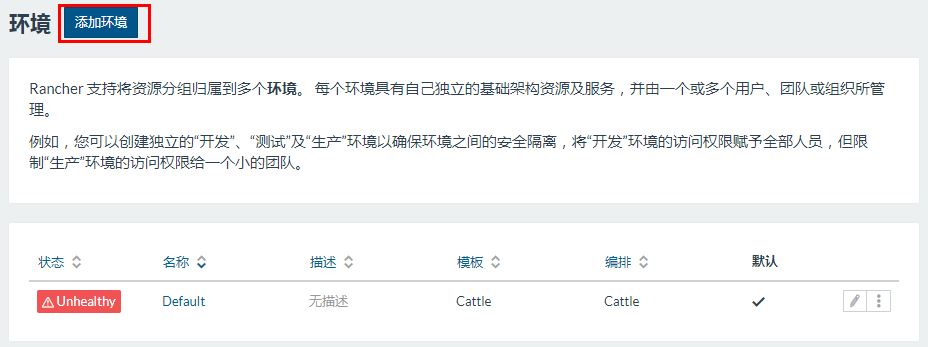 环境 添加环境
Rancher 支持将资源分组归属到多个环境。 每个环境具有自己独立的基础架构资源及服务，并由一个或多个用户、团队或组织所管
理。
例如，您可以创建独立的“开发”、“测试”及“生产”环境以确保环境之间的安全隔离，将“开发”环境的访问权限赋予全部人员，但限
制“生产”环境的访问权限给一个小的团队。
状态 名称 描述 模板 编排 默认
Unhealthy Default 无描述 Cattle Cattle